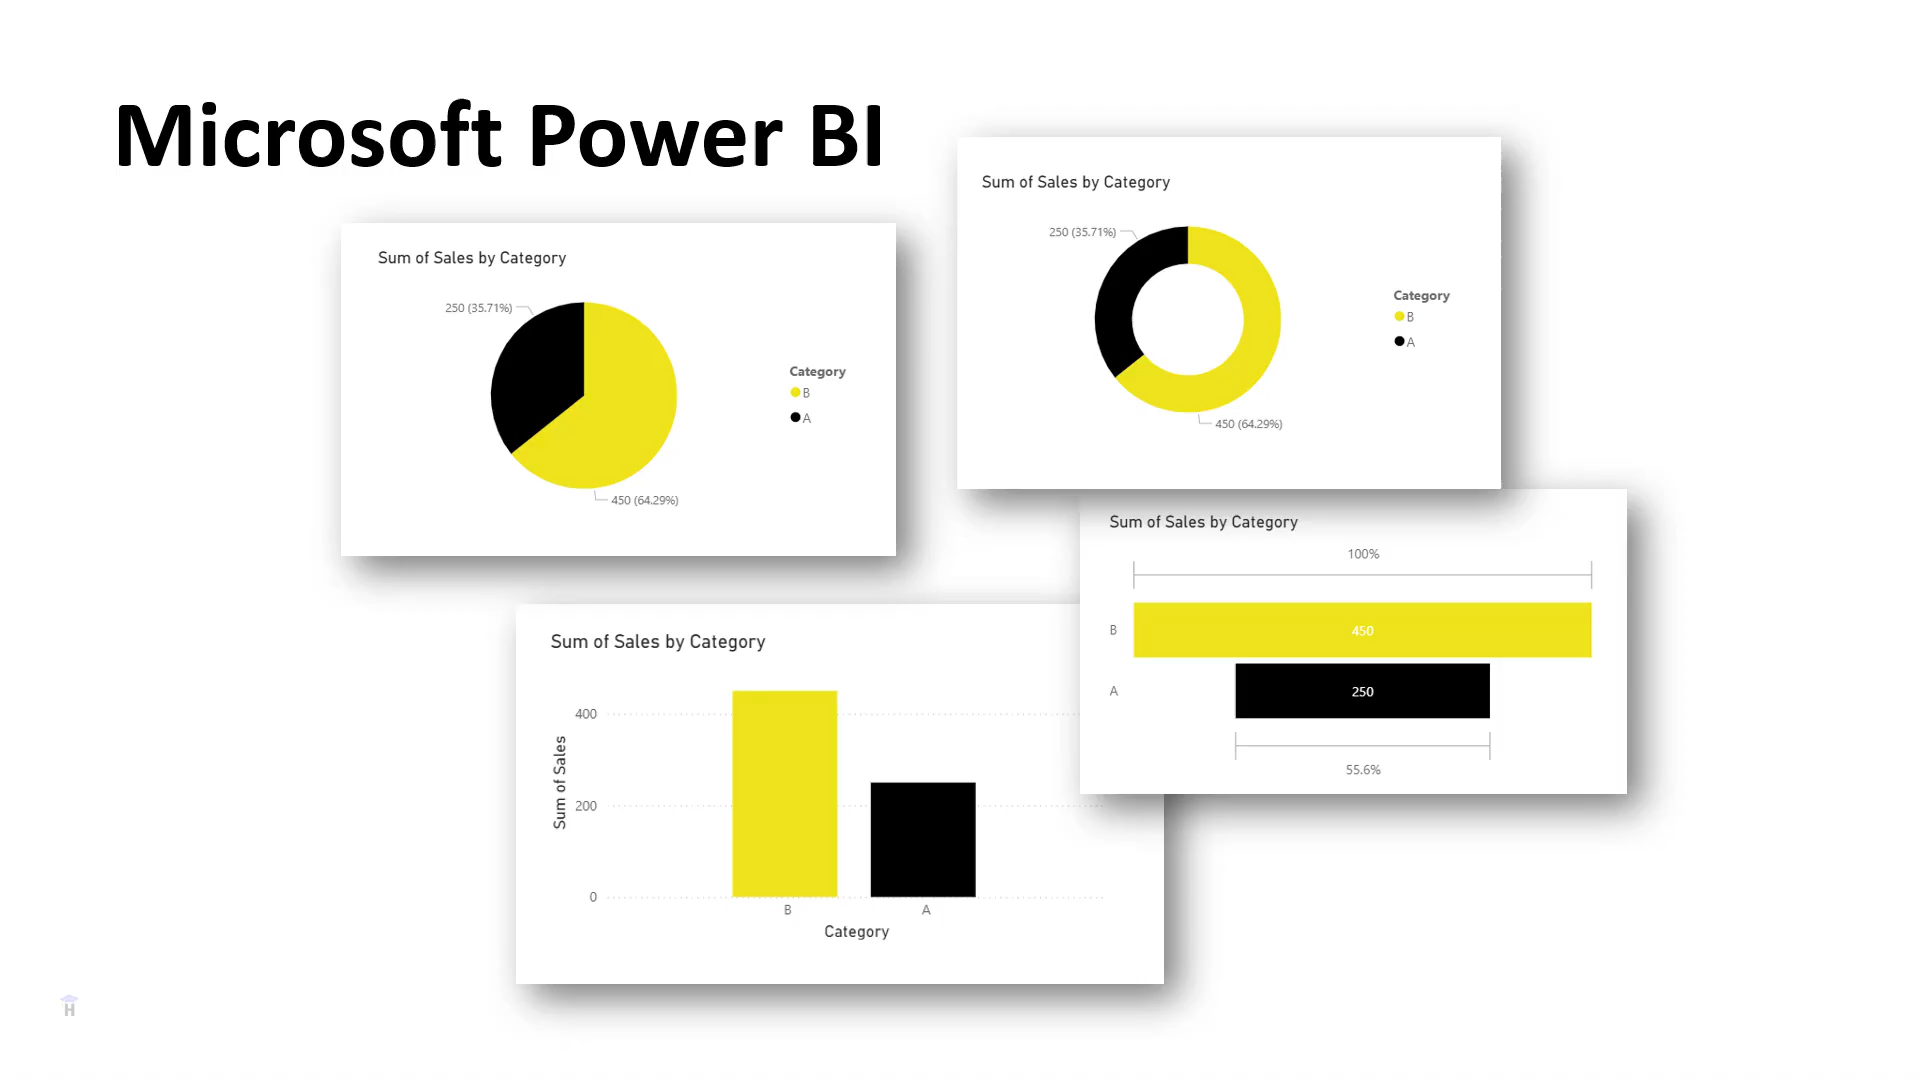 Microsoft Power BI
Sum of Sales by Category
250 (35.71%)
450 (64.29%)
Category
B
A
Sum of Sales by Category
250 (35.71%)
450 (64.29%)
Category
B
A
Sum of Sales by Category
400
200
0
Sum of Sales
B
A
Category
Sum of Sales by Category
100%
B
450
A
250
55.6%
H